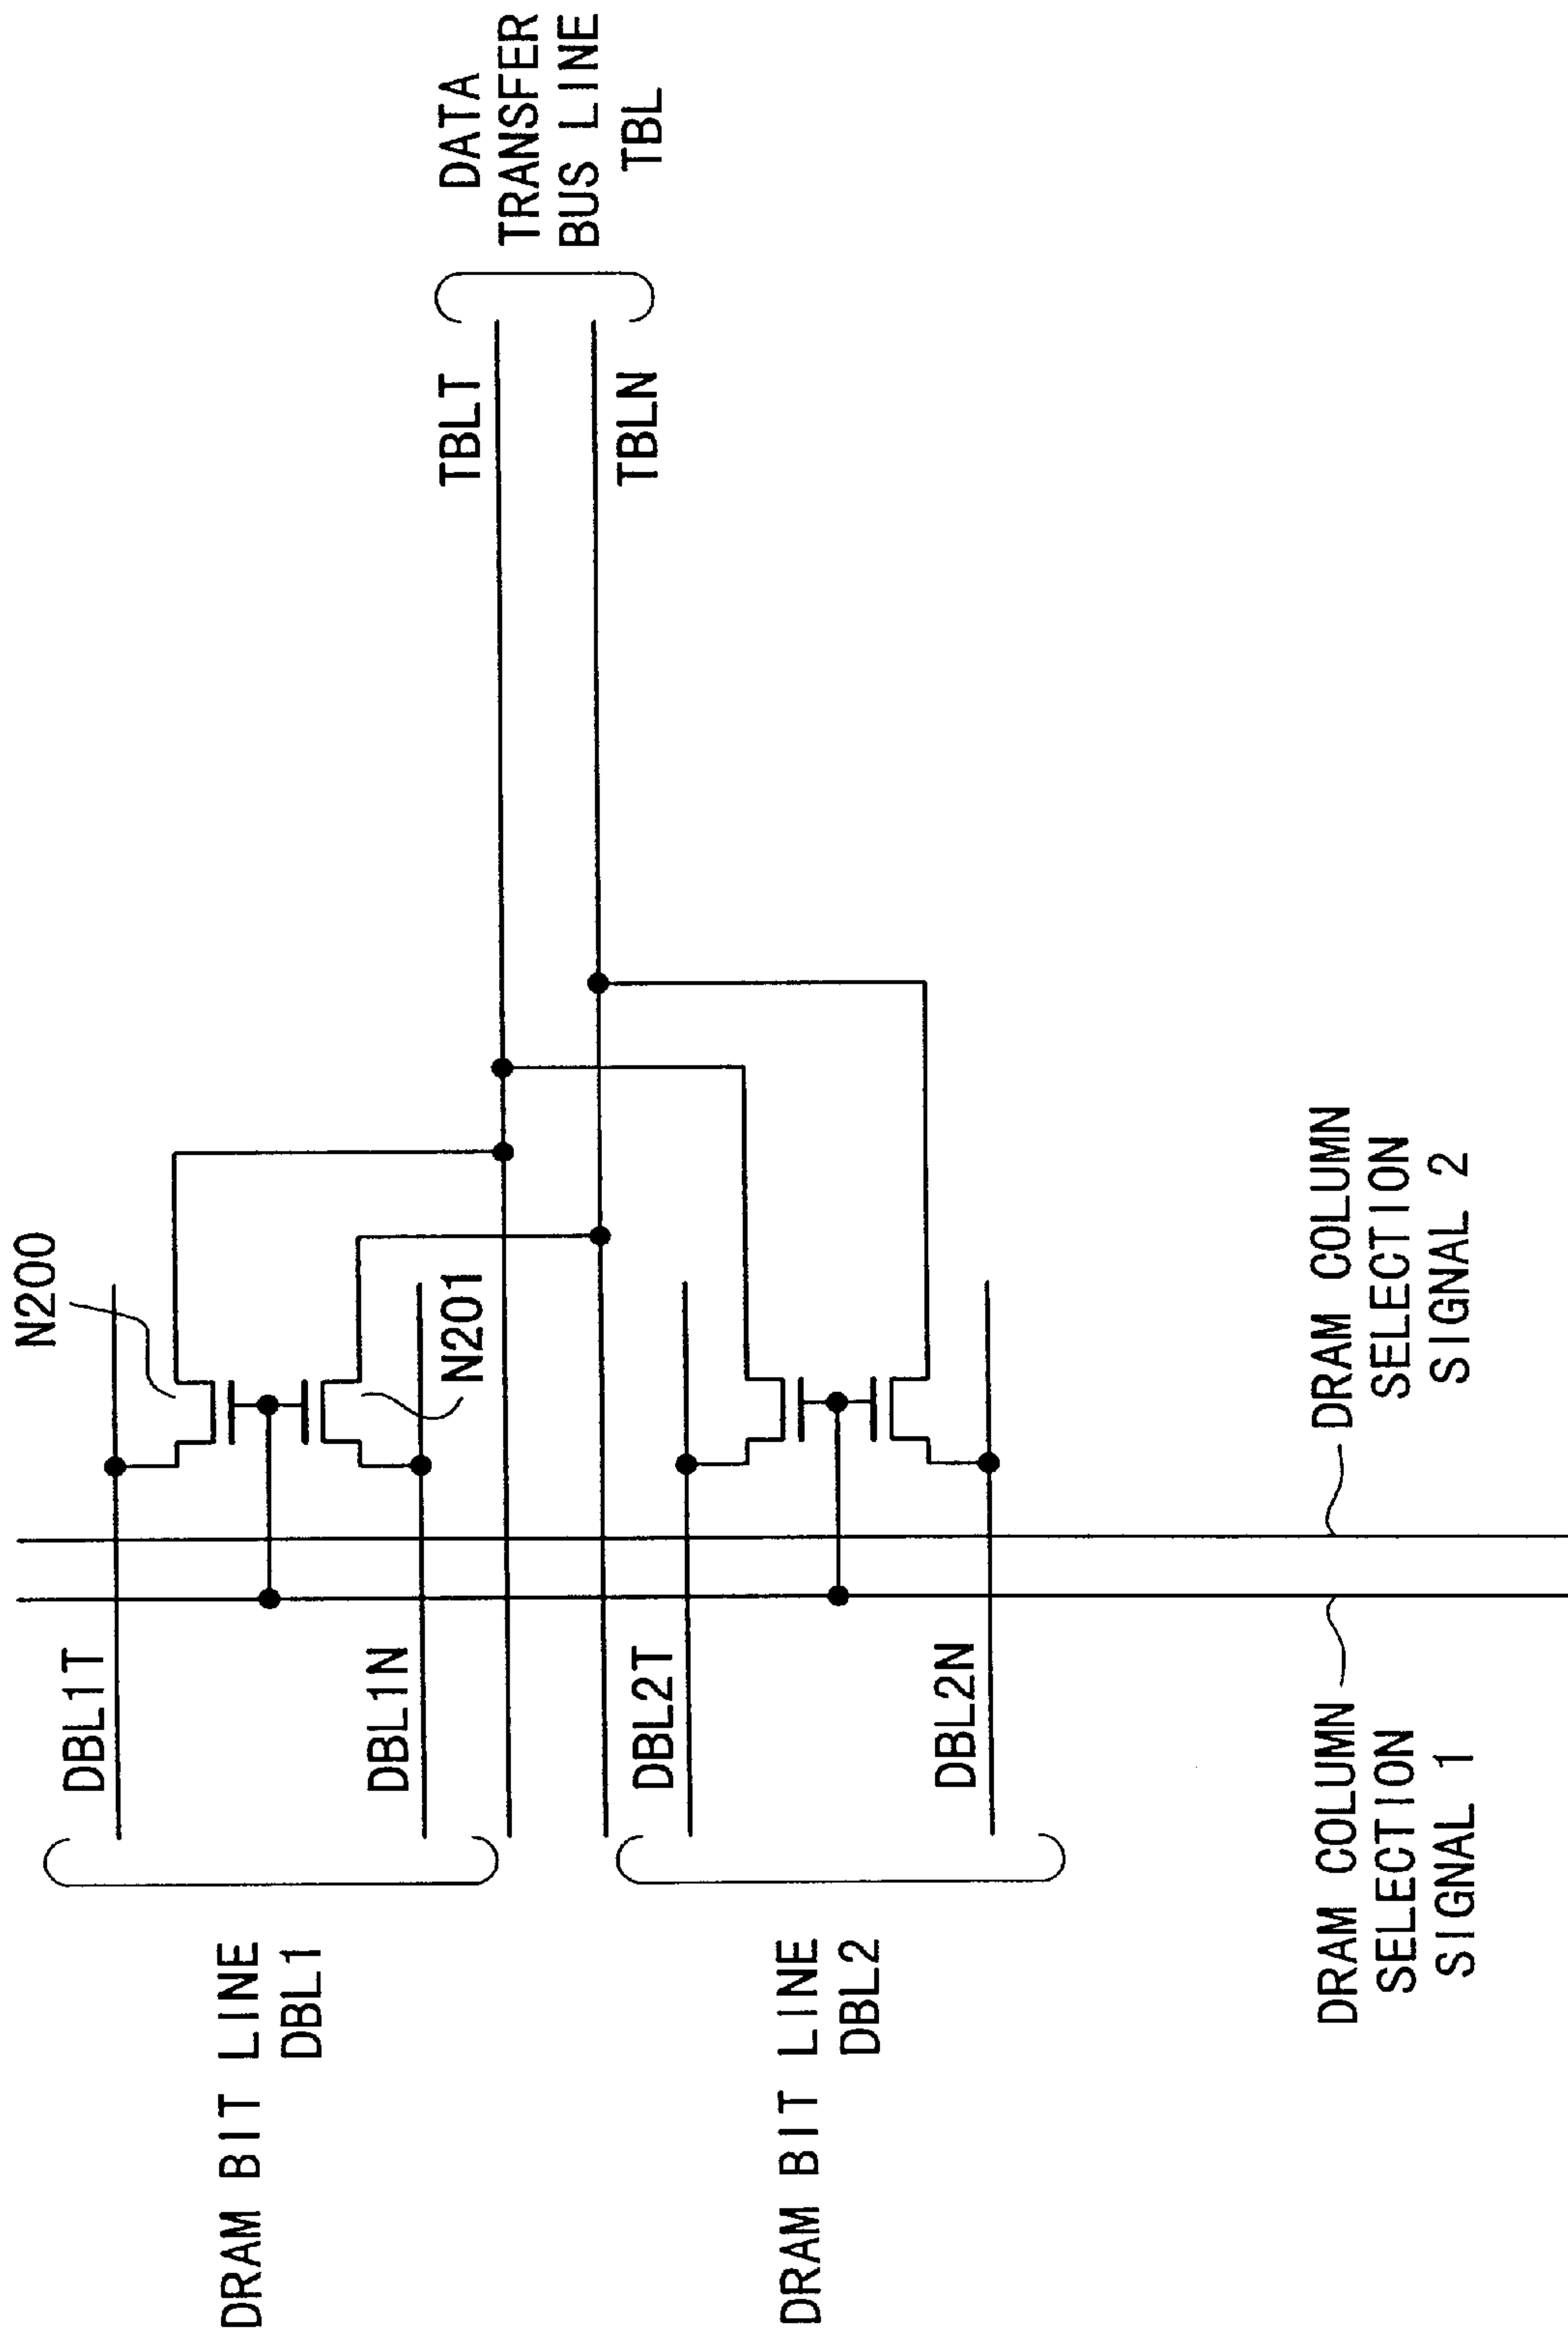 DRAM BIT LINE
DBL1
DBL1T
DBL1N
N200
N201
TBLT
TBLN
DATA
TRANSFER
BUS LINE
TBL
DRAM BIT LINE
DBL2
DBL2T
DBL2N
DRAM COLUMN
SELECTION
SIGNAL 1
DRAM COLUMN
SELECTION
SIGNAL 2